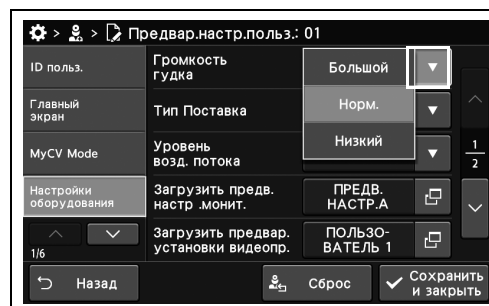 > > Предвар.настр.польз.: 01
ID польз.
Главный
экран
MyCV Mode
Настройки
оборудования
1/6
Громкость
гудка
Большой
Норм.
Низкий
Тип Поставка
Уровень
возд. потока
Загрузить предв.
настр .монит.
ПРЕДВ.
НАСТР.А
Загрузить предвар.
установки видеопр.
ПОЛЬЗО-
ВАТЕЛЬ 1
1
2
Назад
Сброс
Сохранить
и закрыть